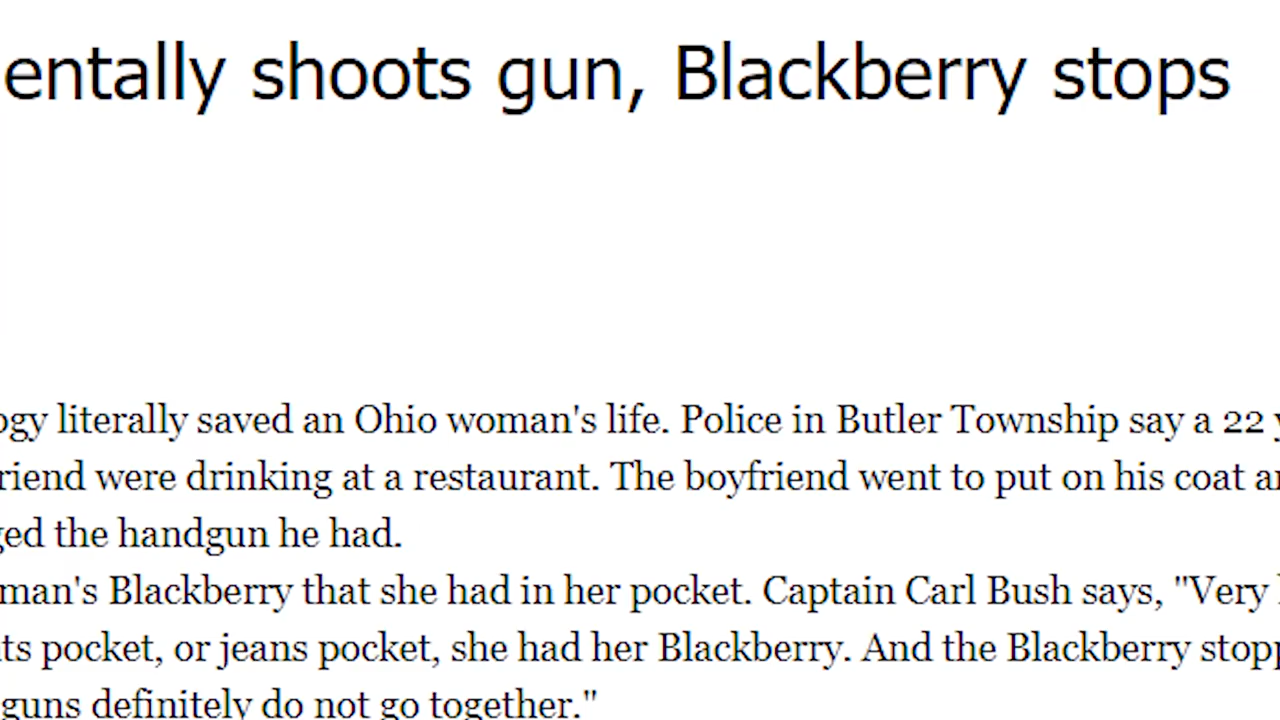 entally shoots gun, Blackberry stops
ogy literally saved an Ohio woman's life. Police in Butler Township say a 22 y
riend were drinking at a restaurant. The boyfriend went to put on his coat an
ged the handgun he had.
man's Blackberry that she had in her pocket. Captain Carl Bush says, "Very
ts pocket, or jeans pocket, she had her Blackberry. And the Blackberry stopp
guns definitely do not go together."